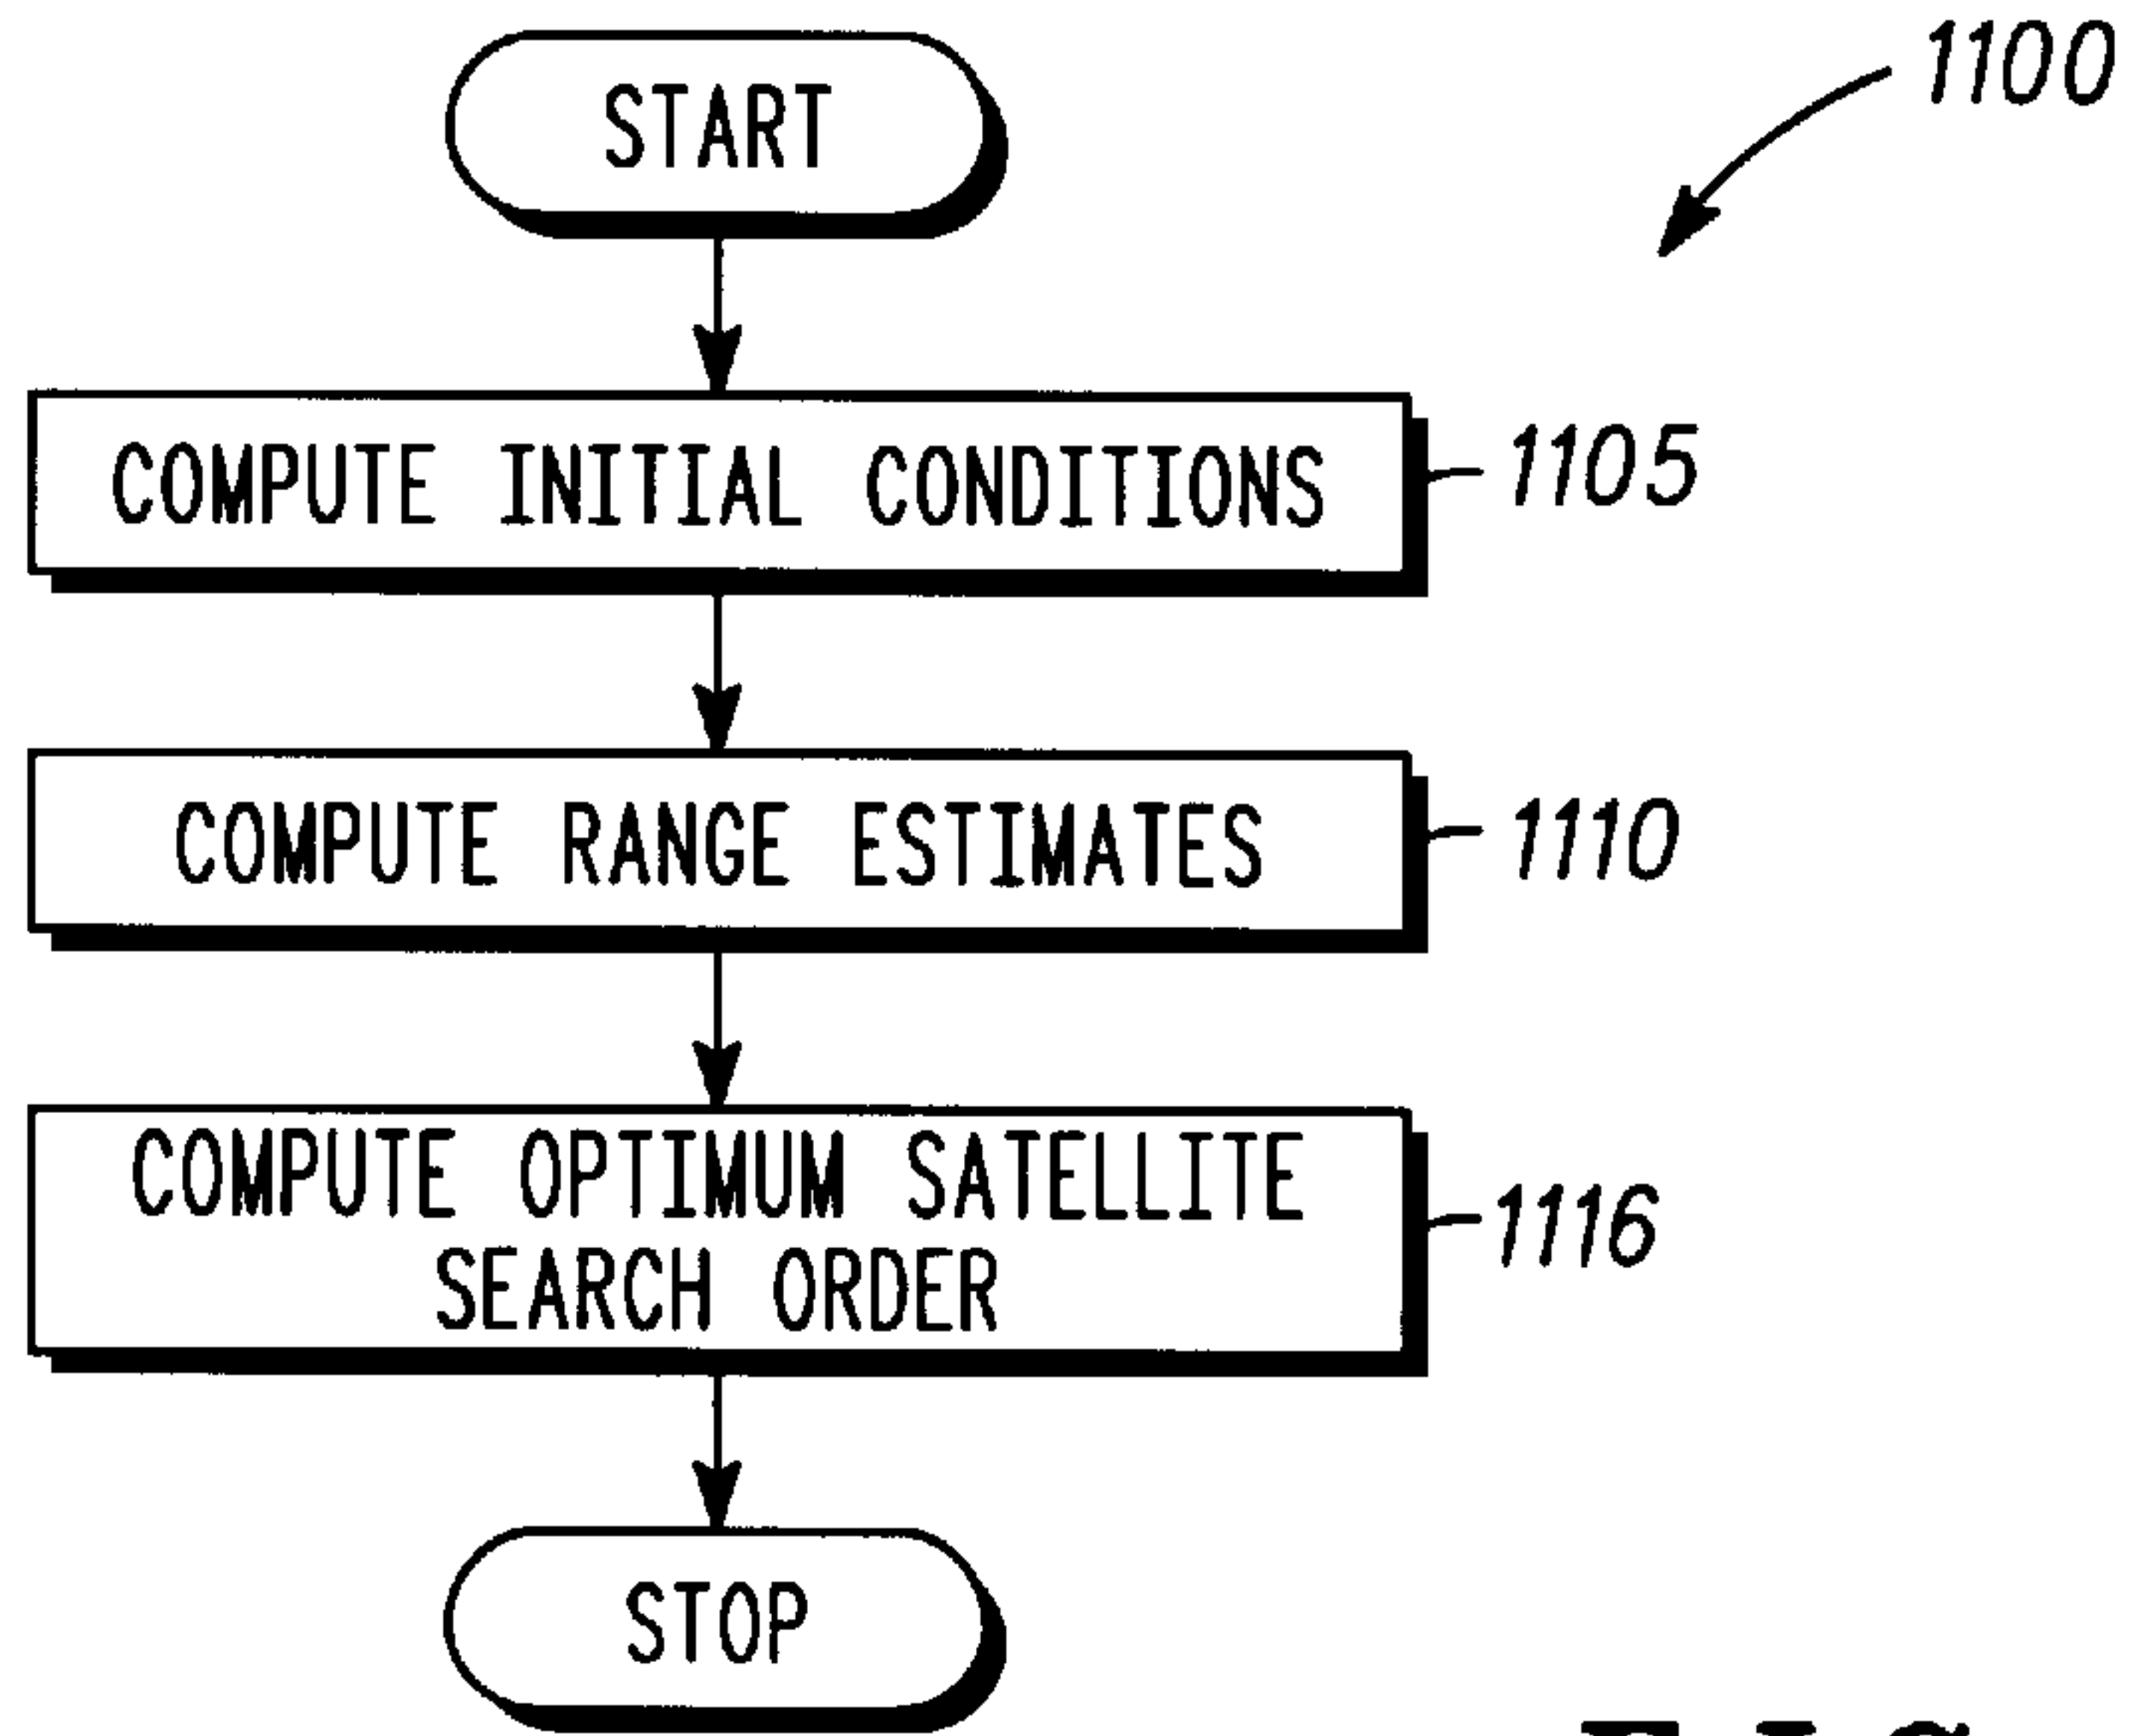 START
1100
COMPUTE INITIAL CONDITIONS
1105
COMPUTE RANGE ESTIMATES
1110
COMPUTE OPTIMUM SATELLITE
SEARCH ORDER
1116
STOP